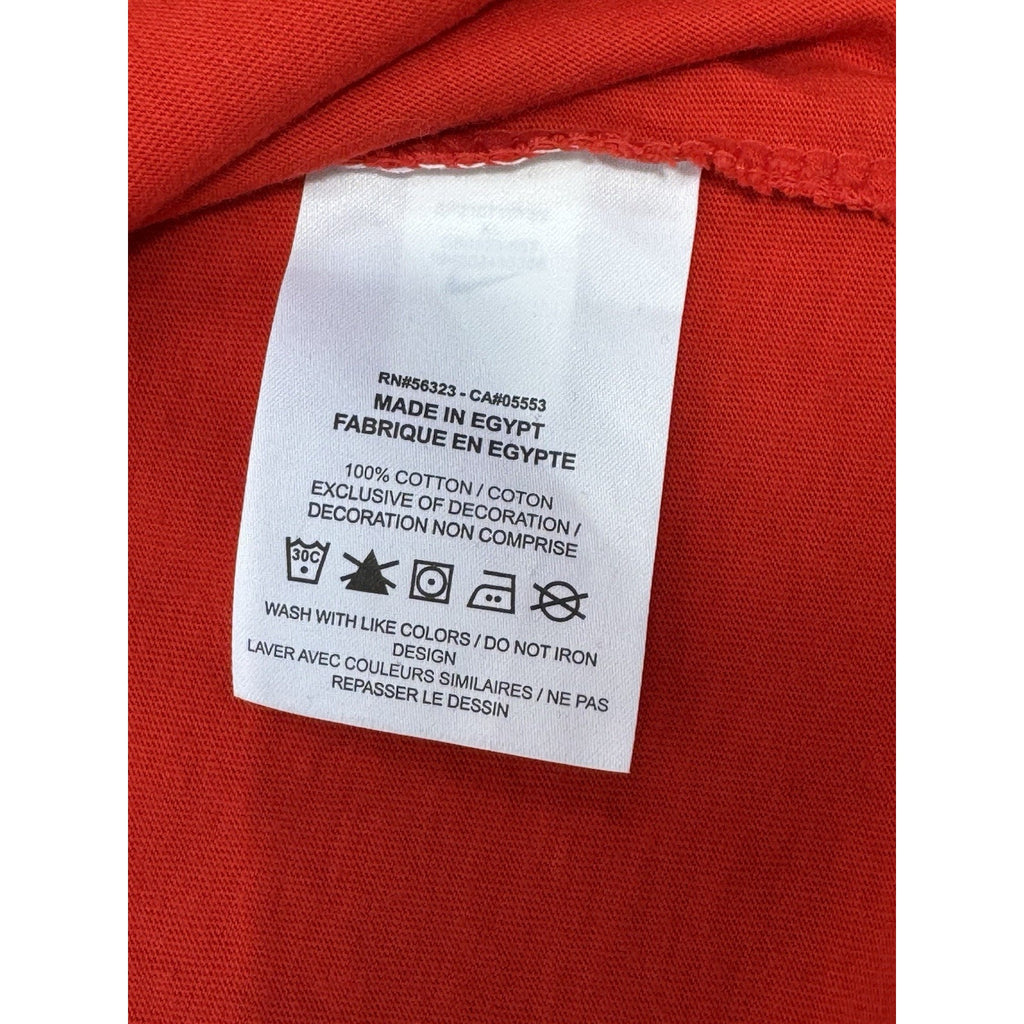 RN#56323 - CA#05553
MADE IN EGYPT
FABRIQUE EN EGYPTE
100% COTTON / COTON
EXCLUSIVE OF DECORATION /
DECORATION NON COMPRISE
30C
WASH WITH LIKE COLORS / DO NOT IRON
DESIGN
LAVER AVEC COULEURS SIMILAIRES / NE PAS
REPASSER LE DESSIN